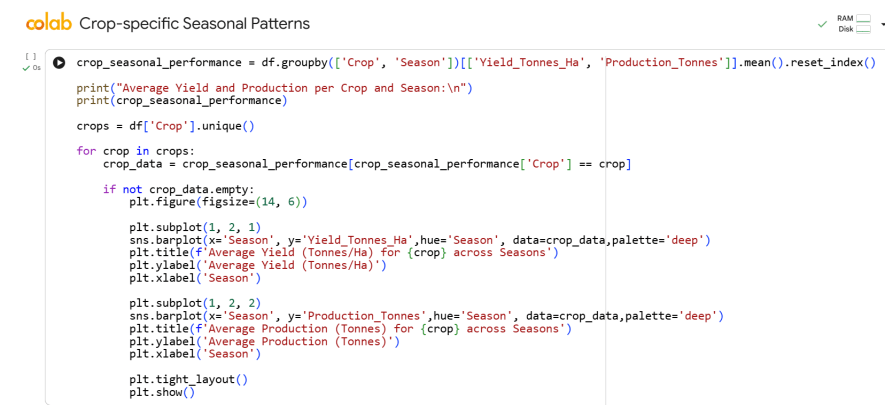 colab Crop-specific Seasonal Patterns
RAM
Disk
[ ]
0s
crop_seasonal_performance = df.groupby(['Crop', 'Season'])[['Yield_Tonnes_Ha', 'Production_Tonnes']].mean().reset_index()
print("Average Yield and Production per Crop and Season:\n")
print(crop_seasonal_performance)
crops = df['Crop'].unique()
for crop in crops:
    crop_data = crop_seasonal_performance[crop_seasonal_performance['Crop'] == crop]
    if not crop_data.empty:
        plt.figure(figsize=(14, 6))
        plt.subplot(1, 2, 1)
        sns.barplot(x='Season', y='Yield_Tonnes_Ha',hue='Season', data=crop_data,palette='deep')
        plt.title(f'Average Yield (Tonnes/Ha) for {crop} across Seasons')
        plt.ylabel('Average Yield (Tonnes/Ha)')
        plt.xlabel('Season')
        plt.subplot(1, 2, 2)
        sns.barplot(x='Season', y='Production_Tonnes',hue='Season', data=crop_data,palette='deep')
        plt.title(f'Average Production (Tonnes) for {crop} across Seasons')
        plt.ylabel('Average Production (Tonnes)')
        plt.xlabel('Season')
        plt.tight_layout()
        plt.show()